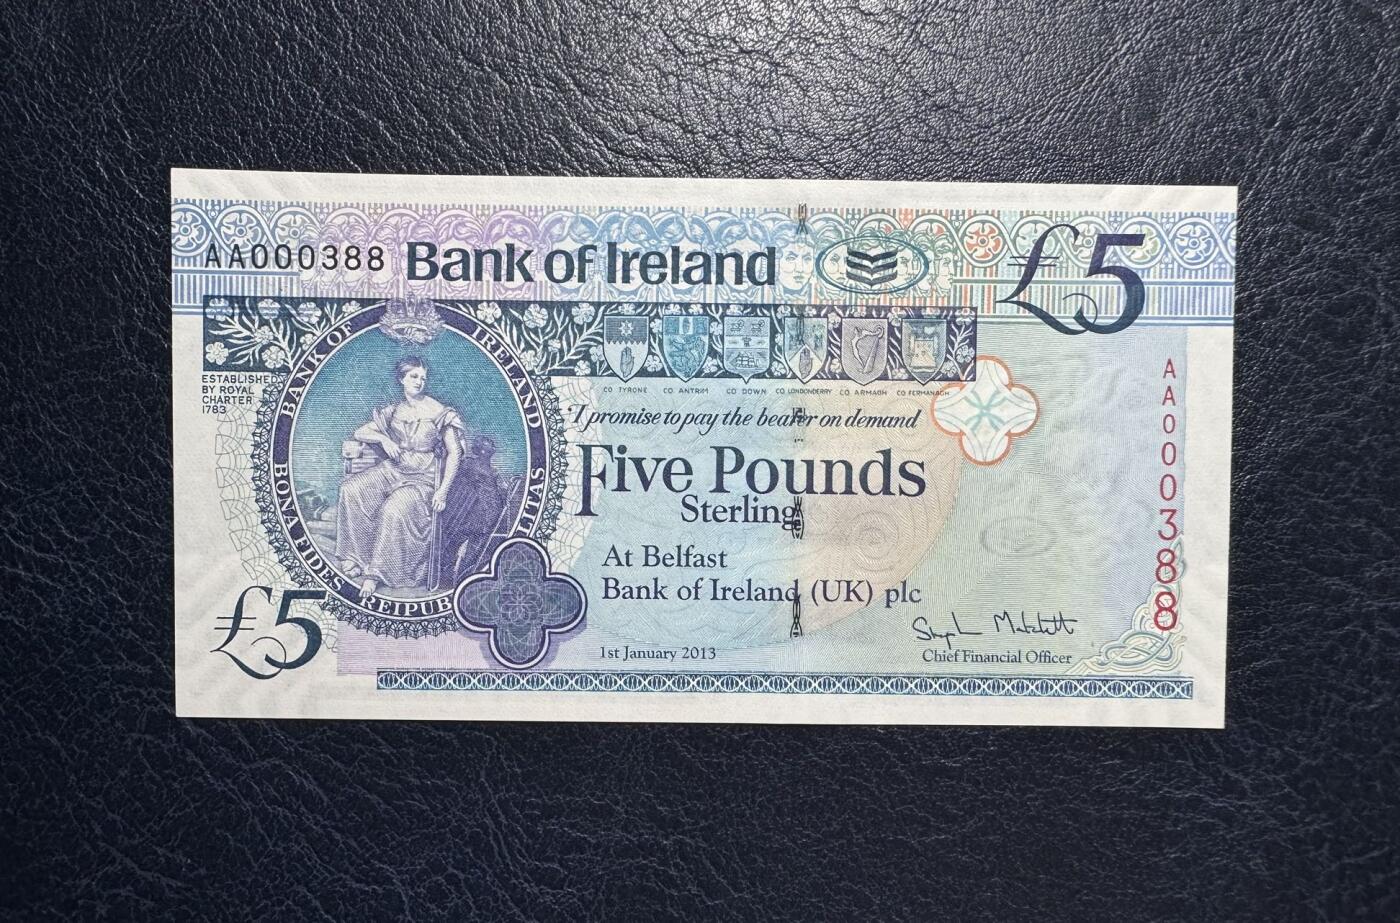 AA000388 Bank of Ireland £5
ESTABLISHED
BY ROYAL
CHARTER
1783
BANK OF IRELAND
BONA FIDES REIPUBLITAS
CO TYRONE CO ANTRIM CO DOWN CO LONDONDERRY CO ARMAGH CO FERMANAGH
I promise to pay the bearer on demand
Five Pounds
Sterling
At Belfast
Bank of Ireland (UK) plc
1st January 2013
Chief Financial Officer
£5
AA000388